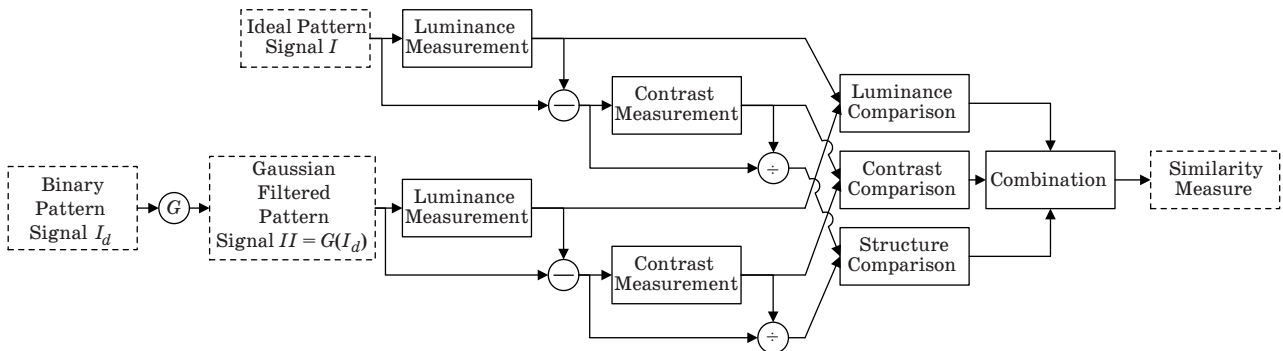 Ideal Pattern
Signal I
Luminance
Measurement
—
Contrast
Measurement
÷
Binary
Pattern
Signal I_d
G
Gaussian
Filtered
Pattern
Signal II = G(I_d)
Luminance
Measurement
—
Contrast
Measurement
÷
Luminance
Comparison
Contrast
Comparison
Structure
Comparison
Combination
Similarity
Measure